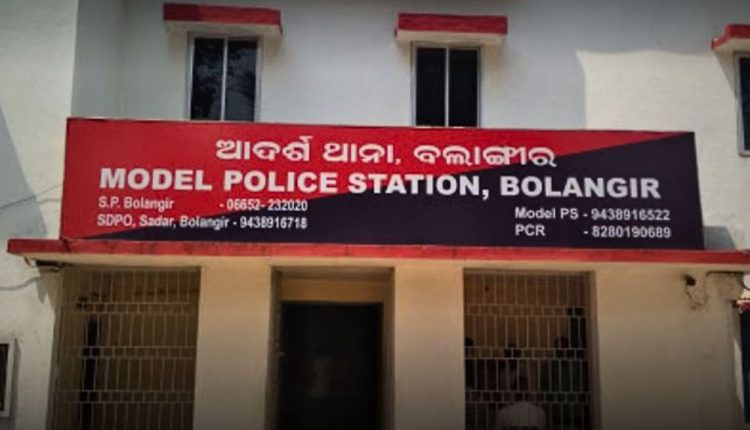 ଆଦର୍ଶ ଥାନା, ବଲାଙ୍ଗୀର
MODEL POLICE STATION, BOLANGIR
S.P. Bolangir - 06652- 232020
SDPO, Sadar, Bolangir - 9438916718
Model PS - 9438916522
PCR - 8280190689